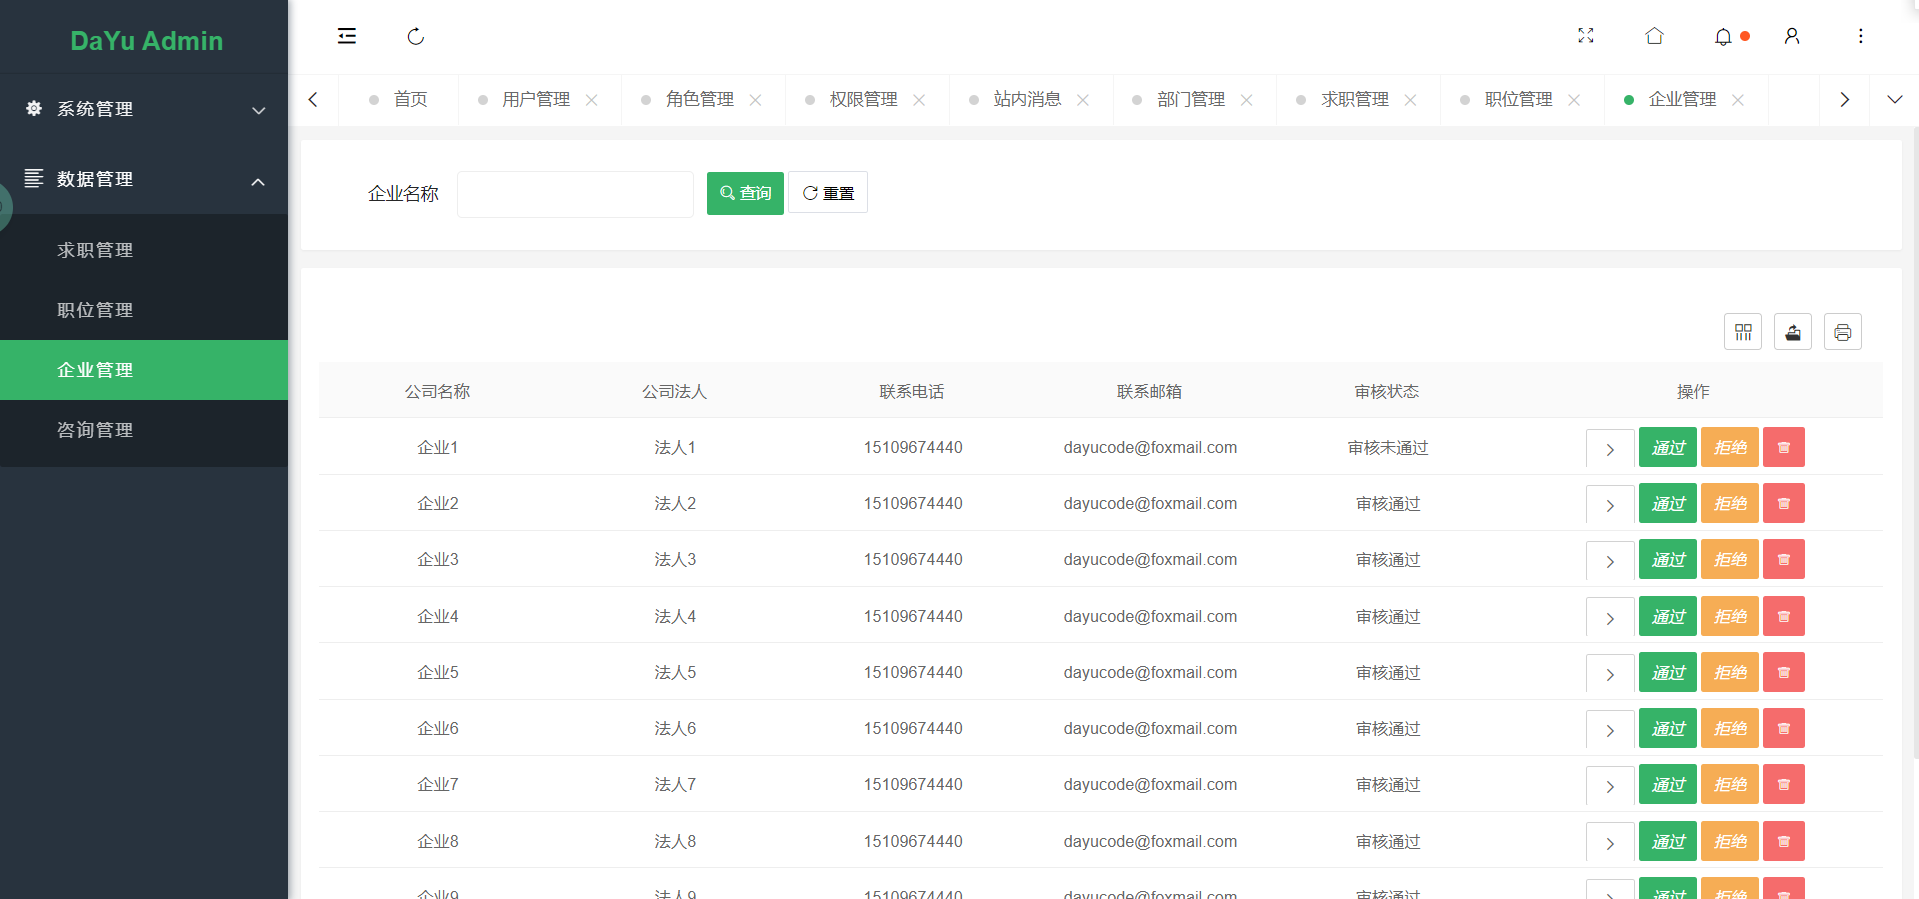 DaYu Admin
系统管理
数据管理
求职管理
职位管理
企业管理
咨询管理
首页 用户管理 角色管理 权限管理 站内消息 部门管理 求职管理 职位管理 企业管理
企业名称 查询 重置
公司名称 公司法人 联系电话 联系邮箱 审核状态 操作
企业1 法人1 15109674440 dayucode@foxmail.com 审核未通过 通过 拒绝
企业2 法人2 15109674440 dayucode@foxmail.com 审核通过 通过 拒绝
企业3 法人3 15109674440 dayucode@foxmail.com 审核通过 通过 拒绝
企业4 法人4 15109674440 dayucode@foxmail.com 审核通过 通过 拒绝
企业5 法人5 15109674440 dayucode@foxmail.com 审核通过 通过 拒绝
企业6 法人6 15109674440 dayucode@foxmail.com 审核通过 通过 拒绝
企业7 法人7 15109674440 dayucode@foxmail.com 审核通过 通过 拒绝
企业8 法人8 15109674440 dayucode@foxmail.com 审核通过 通过 拒绝
企业9 法人9 15109674440 dayucode@foxmail.com 审核通过 通过 拒绝